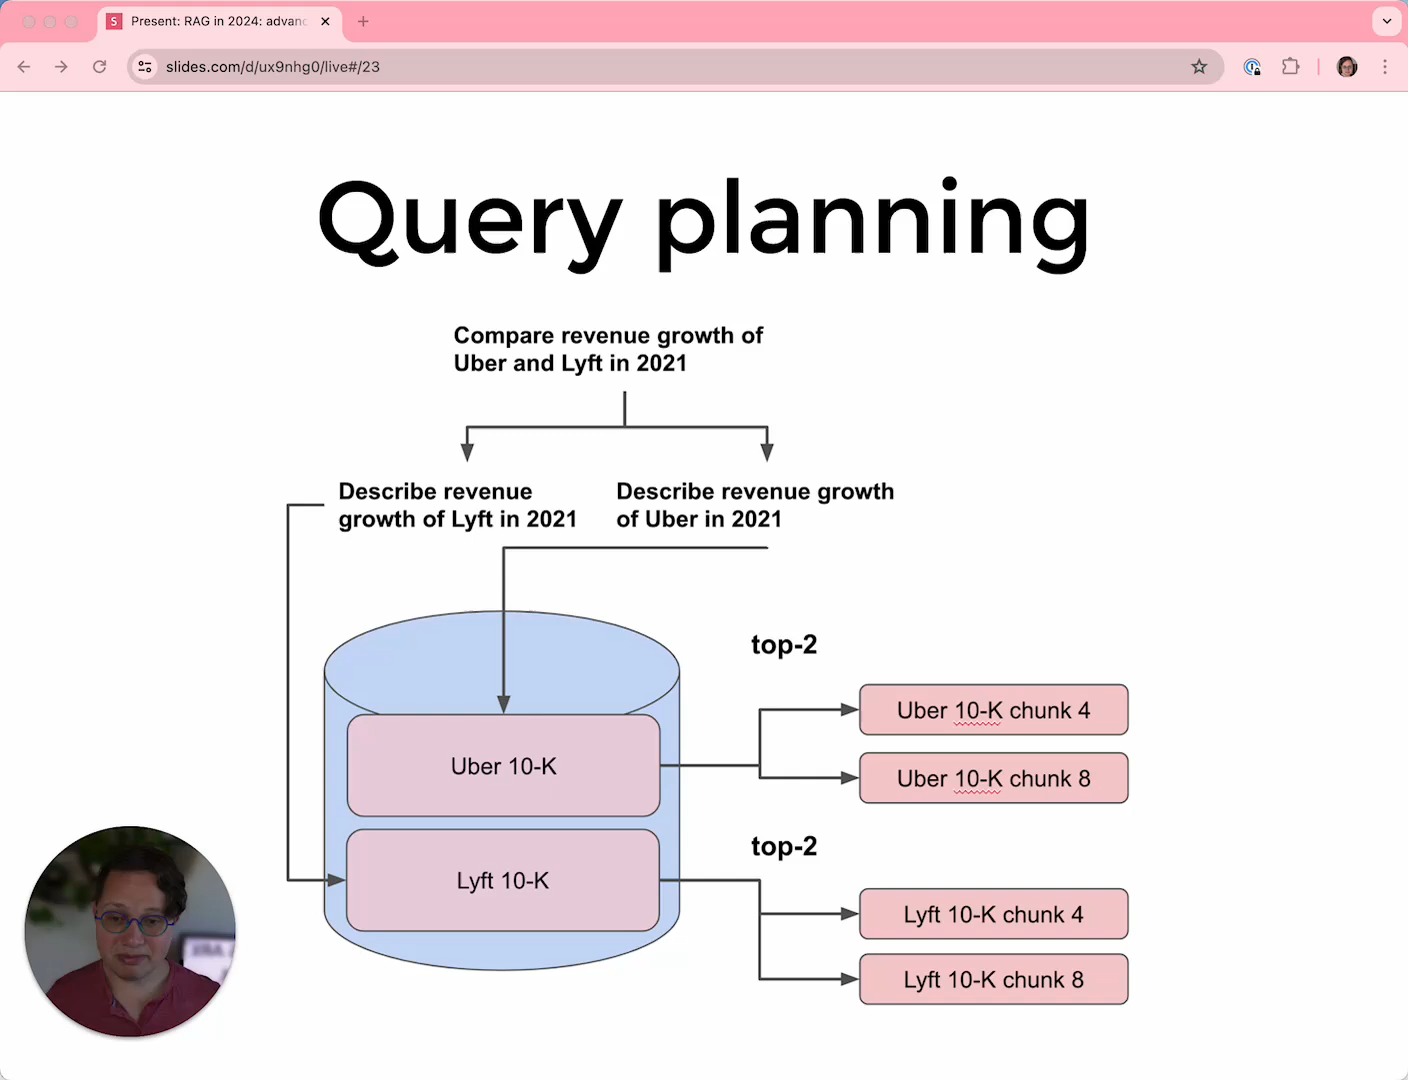 S
Present: RAG in 2024: advanc
slides.com/d/ux9nhg0/live#/23
Query planning
Compare revenue growth of
Uber and Lyft in 2021
Describe revenue
growth of Lyft in 2021
Describe revenue growth
of Uber in 2021
top-2
Uber 10-K chunk 4
Uber 10-K
Uber 10-K chunk 8
top-2
Lyft 10-K
Lyft 10-K chunk 4
Lyft 10-K chunk 8